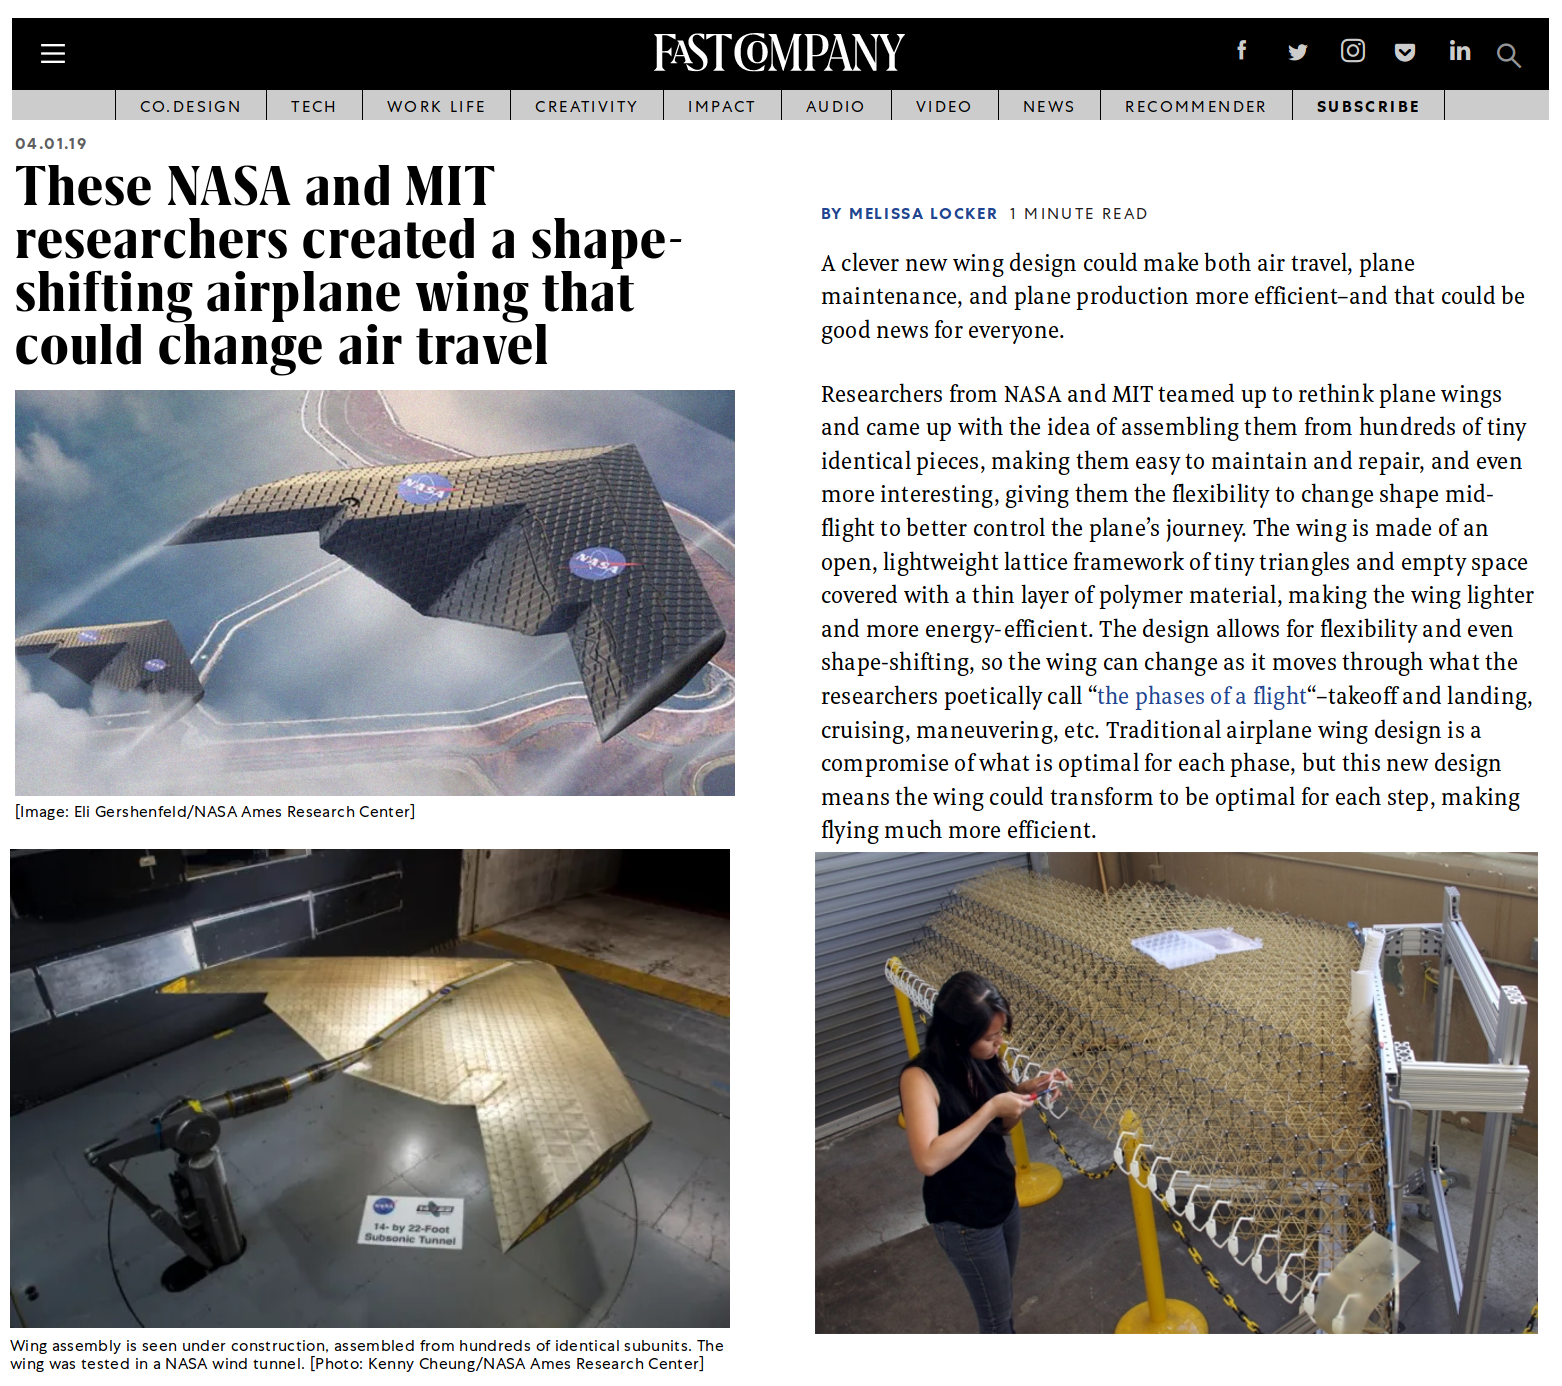 FAST COMPANY
CO.DESIGN
TECH
WORK LIFE
CREATIVITY
IMPACT
AUDIO
VIDEO
NEWS
RECOMMENDER
SUBSCRIBE
04.01.19
These NASA and MIT
researchers created a shape-
shifting airplane wing that
could change air travel
NASA
NASA
[Image: Eli Gershenfeld/NASA Ames Research Center]
NASA
14- by 22-Foot
Subsonic Tunnel
Wing assembly is seen under construction, assembled from hundreds of identical subunits. The
wing was tested in a NASA wind tunnel. [Photo: Kenny Cheung/NASA Ames Research Center]
BY MELISSA LOCKER 1 MINUTE READ
A clever new wing design could make both air travel, plane
maintenance, and plane production more efficient–and that could be
good news for everyone.
Researchers from NASA and MIT teamed up to rethink plane wings
and came up with the idea of assembling them from hundreds of tiny
identical pieces, making them easy to maintain and repair, and even
more interesting, giving them the flexibility to change shape mid-
flight to better control the plane’s journey. The wing is made of an
open, lightweight lattice framework of tiny triangles and empty space
covered with a thin layer of polymer material, making the wing lighter
and more energy-efficient. The design allows for flexibility and even
shape-shifting, so the wing can change as it moves through what the
researchers poetically call “the phases of a flight“–takeoff and landing,
cruising, maneuvering, etc. Traditional airplane wing design is a
compromise of what is optimal for each phase, but this new design
means the wing could transform to be optimal for each step, making
flying much more efficient.